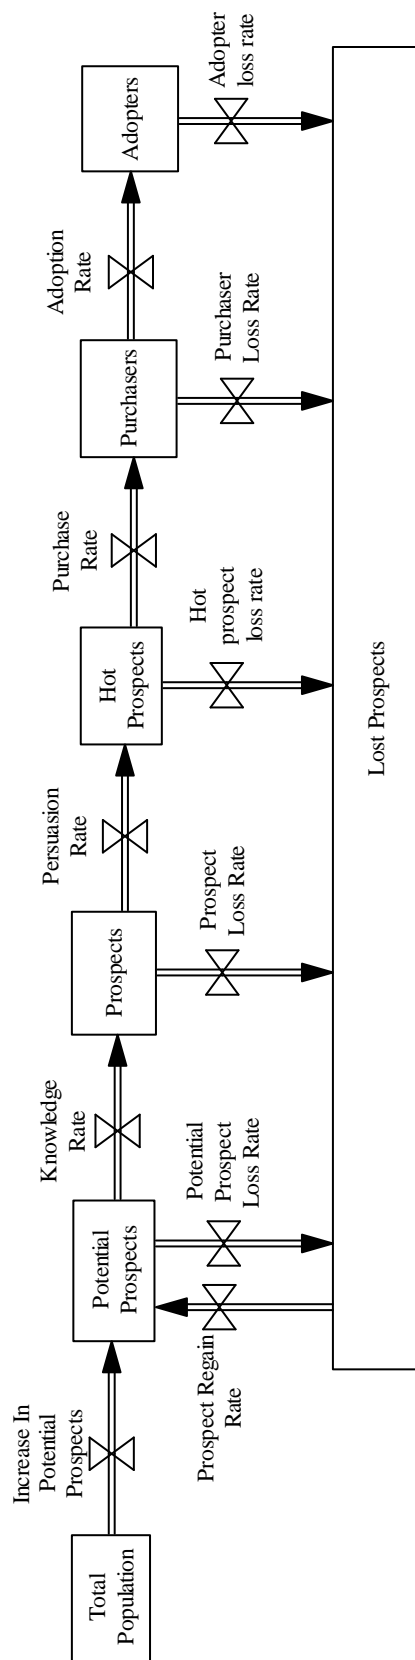 Total
Population
Increase In
Potential
Prospects
Potential
Prospects
Knowledge
Rate
Prospects
Persuasion
Rate
Hot
Prospects
Purchase
Rate
Purchasers
Adoption
Rate
Adopters
Prospect Regain
Rate
Potential
Prospect
Loss Rate
Prospect
Loss Rate
Hot
prospect
loss rate
Purchaser
Loss Rate
Adopter
loss rate
Lost Prospects